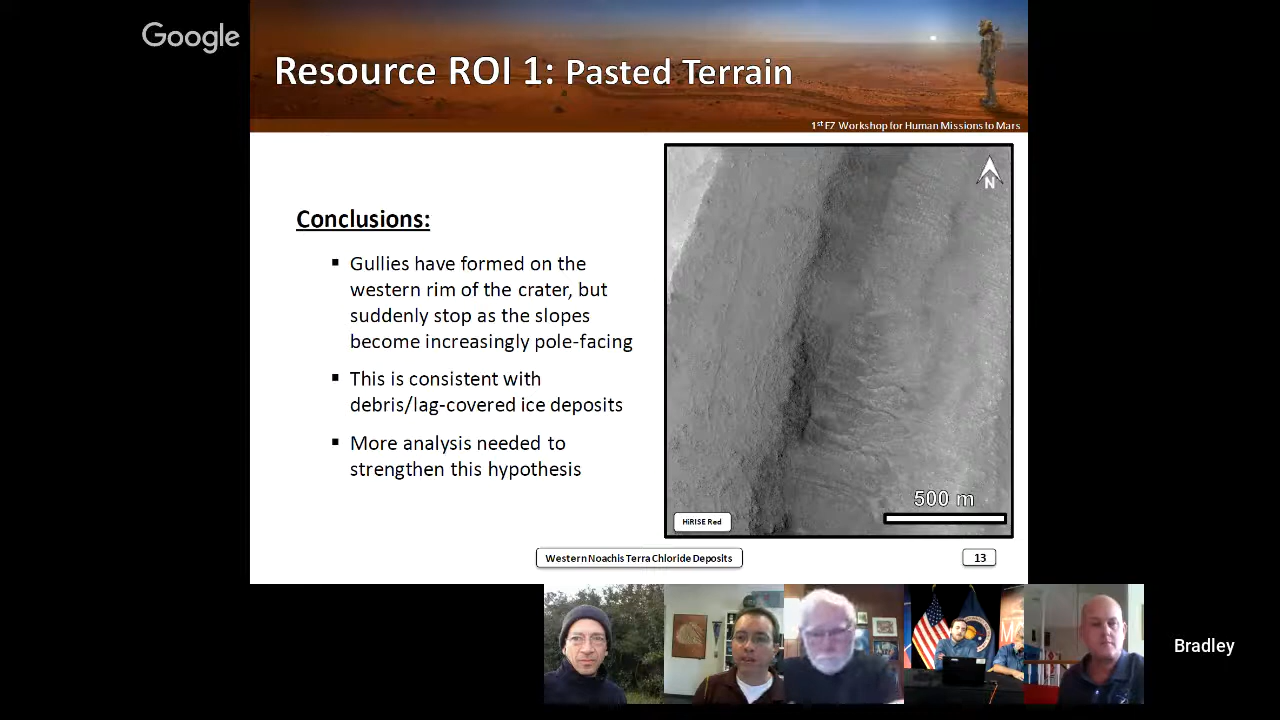 Google
Resource ROI 1: Pasted Terrain
1st EZ Workshop for Human Missions to Mars
Conclusions:
▪ Gullies have formed on the
western rim of the crater, but
suddenly stop as the slopes
become increasingly pole-facing
▪ This is consistent with
debris/lag-covered ice deposits
▪ More analysis needed to
strengthen this hypothesis
N
500 m
HiRISE Red
Western Noachis Terra Chloride Deposits
13
Bradley